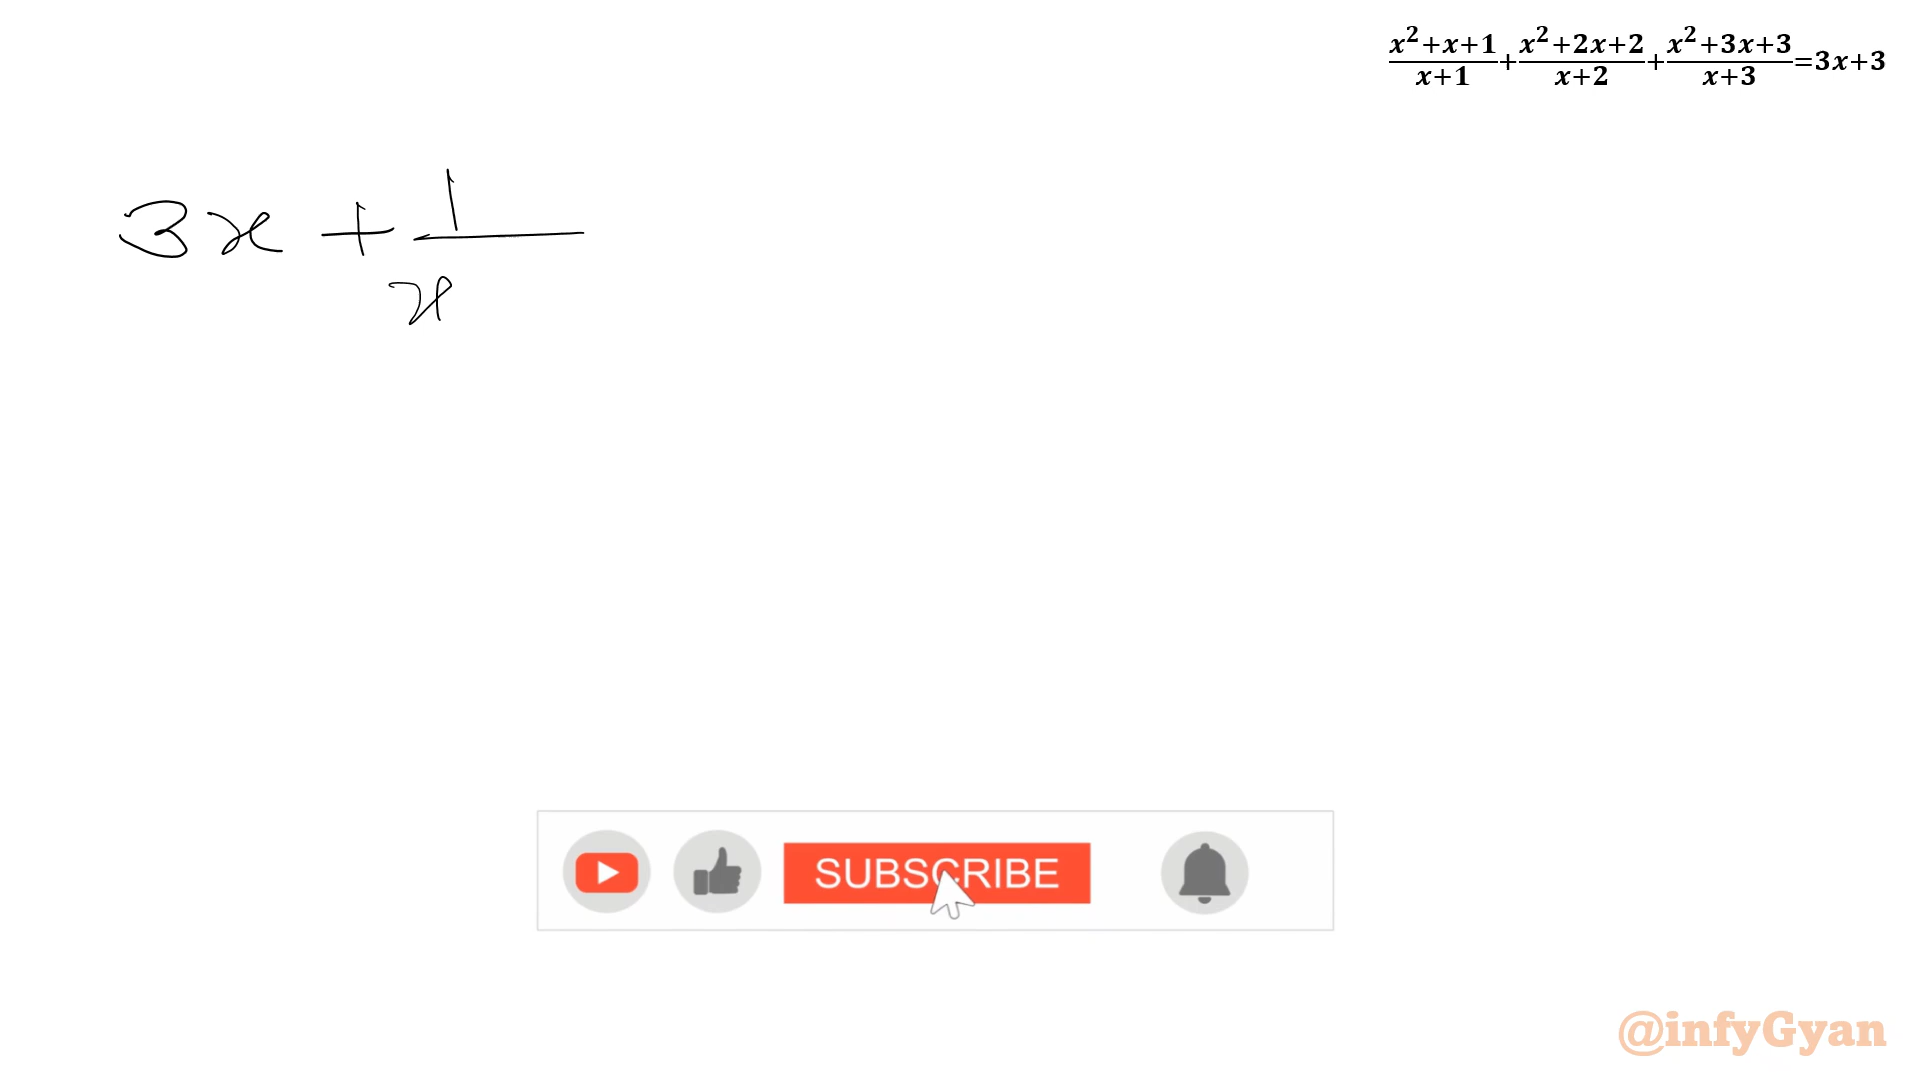 x²+x+1/x+1 + x²+2x+2/x+2 + x²+3x+3/x+3 =3x+3
3x + 1/x
SUBSCRIBE
@infyGyan